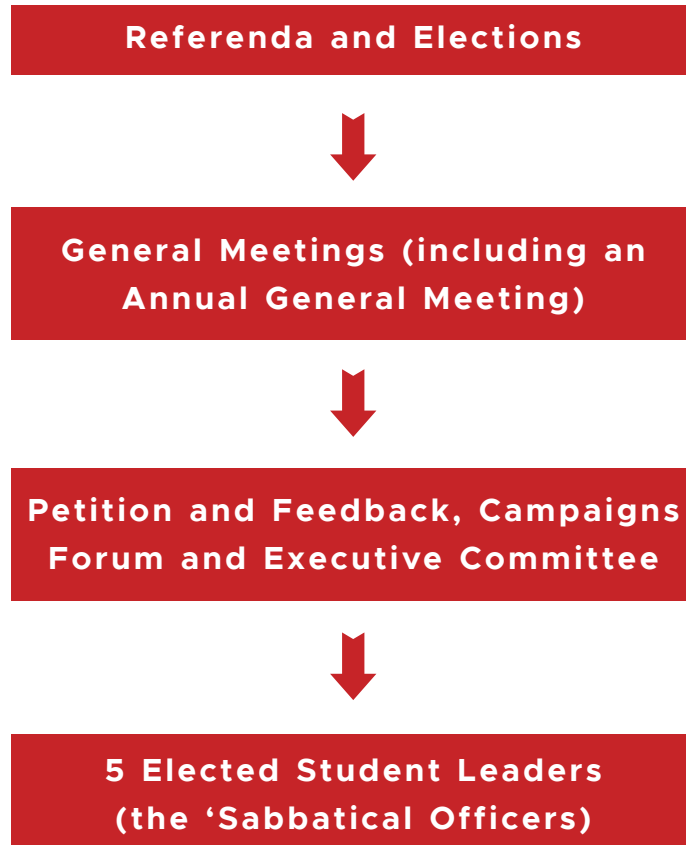 Referenda and Elections
General Meetings (including an
Annual General Meeting)
Petition and Feedback, Campaigns
Forum and Executive Committee
5 Elected Student Leaders
(the ‘Sabbatical Officers)